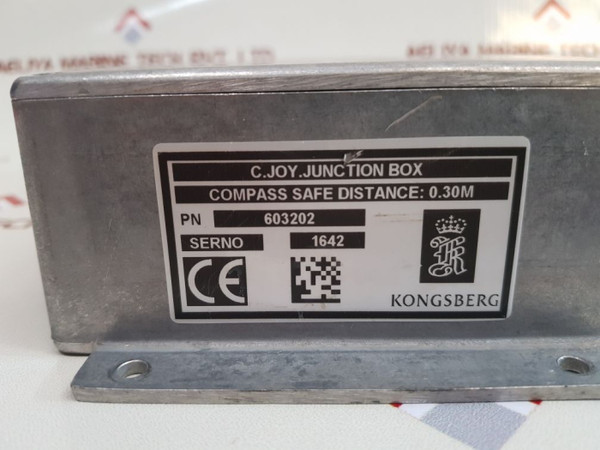 C.JOY.JUNCTION BOX
COMPASS SAFE DISTANCE: 0.30M
PN 603202
SERNO 1642
CE
KONGSBERG